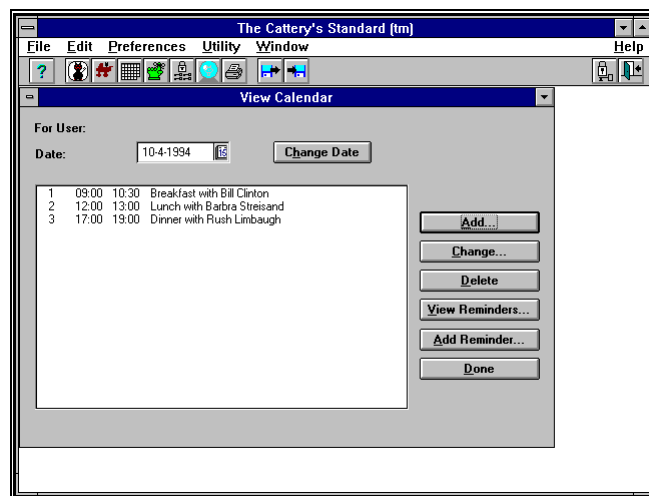 The Cattery's Standard (tm)
File Edit Preferences Utility Window Help
?
View Calendar
For User:
Date: 10-4-1994 15 Change Date
1 09:00 10:30 Breakfast with Bill Clinton
2 12:00 13:00 Lunch with Barbra Streisand
3 17:00 19:00 Dinner with Rush Limbaugh
Add...
Change...
Delete
View Reminders...
Add Reminder...
Done